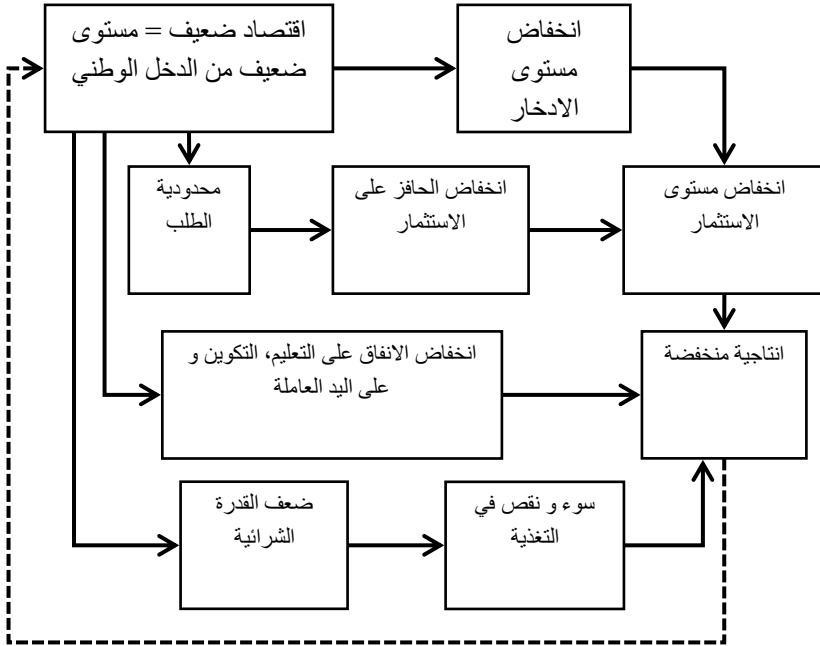 اقتصاد ضعيف = مستوى
ضعيف من الدخل الوطني
انخفاض
مستوى
الادخار
محدودية
الطلب
انخفاض الحافز على
الاستثمار
انخفاض مستوى
الاستثمار
انخفاض الانفاق على التعليم، التكوين و
على اليد العاملة
انتاجية منخفضة
ضعف القدرة
الشرائية
سوء و نقص في
التغذية